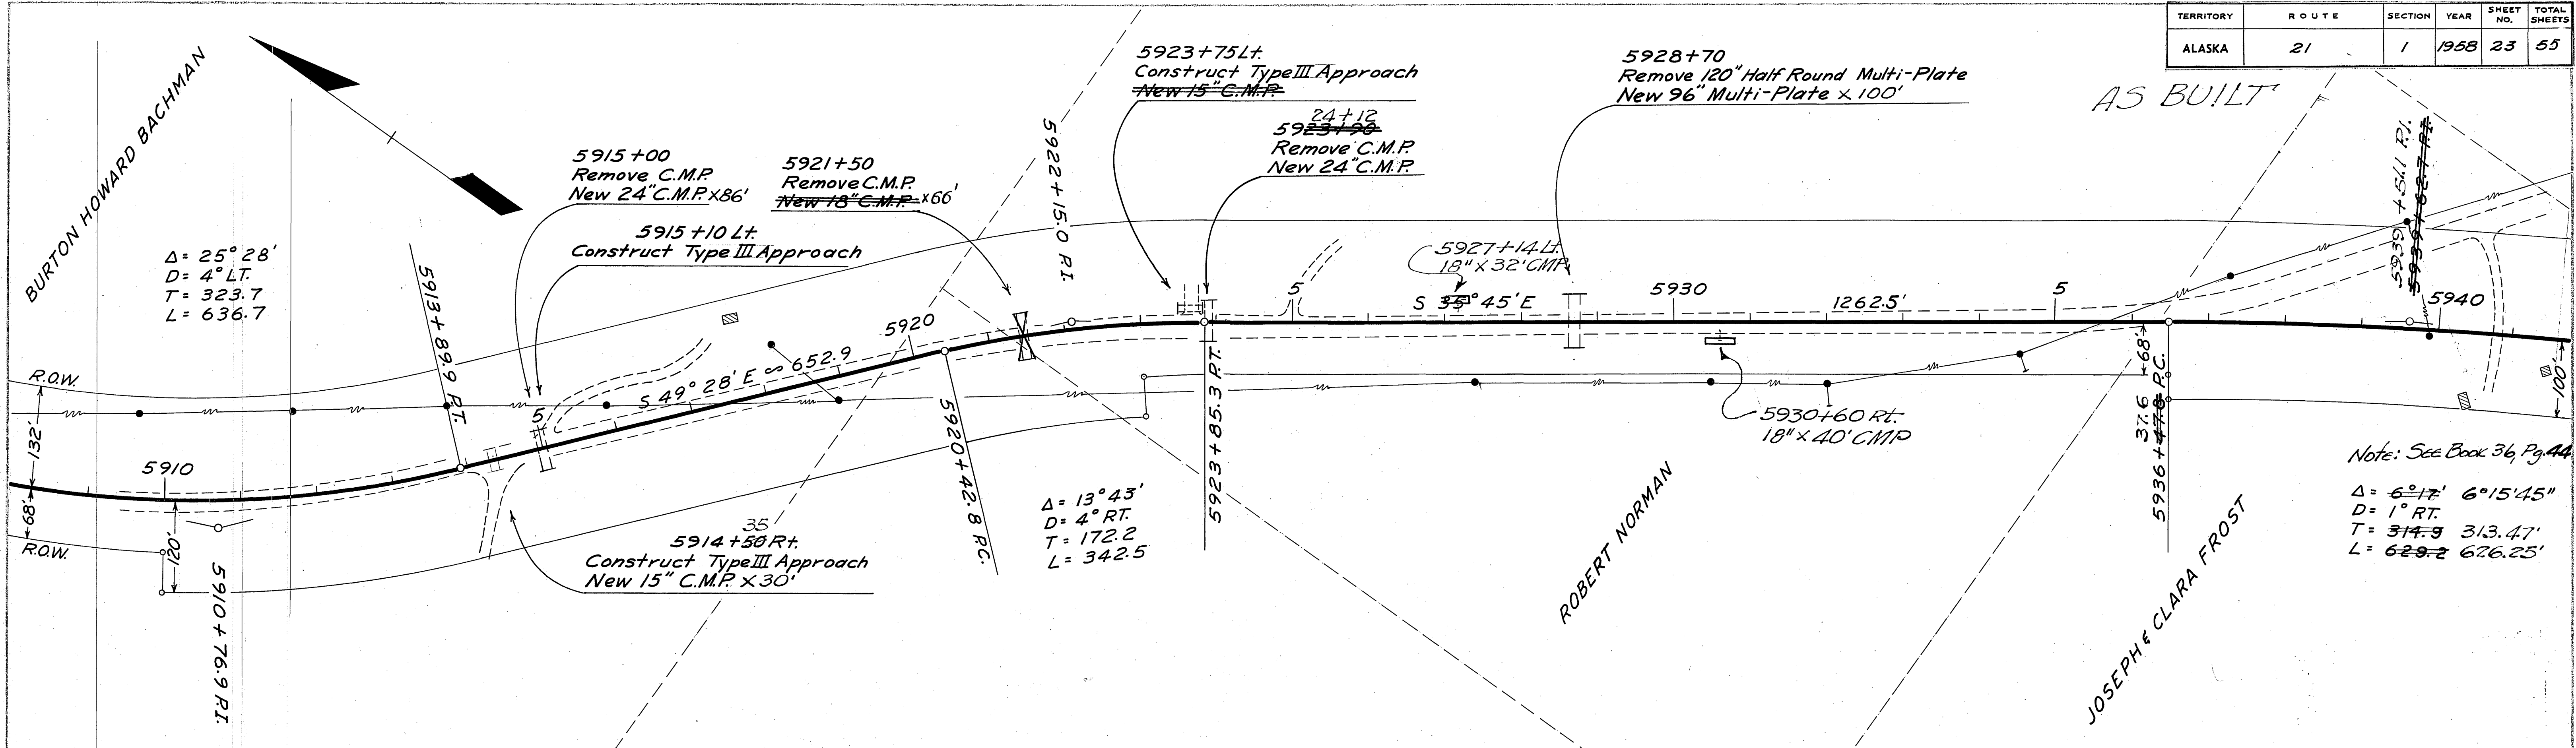 TERRITORY ROUTE SECTION YEAR SHEET NO. TOTAL SHEETS
ALASKA 21 1 1958 23 55
AS BUILT
BURTON HOWARD BACHMAN
Δ = 25° 28'
D = 4° LT.
T = 323.7
L = 636.7
5915+00
Remove C.M.P.
New 24" C.M.P. X86'
5915+10 Lt.
Construct Type III Approach
5921+50
Remove C.M.P.
New 18" C.M.P. x66'
5922+15.0 P.I.
5923+75 Lt.
Construct Type III Approach
New 15" C.M.P.
24+12
5923+90
Remove C.M.P.
New 24" C.M.P.
5928+70
Remove 120" Half Round Multi-Plate
New 96" Multi-Plate X 100'
5927+14 Lt.
18" X 32' CMP
5939+51.1 P.I.
5939+62.7 P.I.
5913+89.9 P.T.
5
5920
S 49° 28' E ∞ 652.9
5
S 35° 45' E
5930
1262.5'
5
5940
R.O.W.
132'
5910
68'
R.O.W.
120'
5910+76.9 P.I.
35
5914+50 Rt.
Construct Type III Approach
New 15" C.M.P. X 30'
5920+42.8 P.C.
Δ = 13° 43'
D = 4° RT.
T = 172.2
L = 342.5
5923+85.3 P.T.
5930+60 Rt.
18" X 40' CMP
ROBERT NORMAN
68'
37.6
5936+47.8 P.C.
100'
JOSEPH & CLARA FROST
Note: SEE BOOK 36, Pg. 44
Δ = 6° 17' 6°15'45"
D = 1° RT.
T = 314.9 313.47'
L = 629.2 626.25'